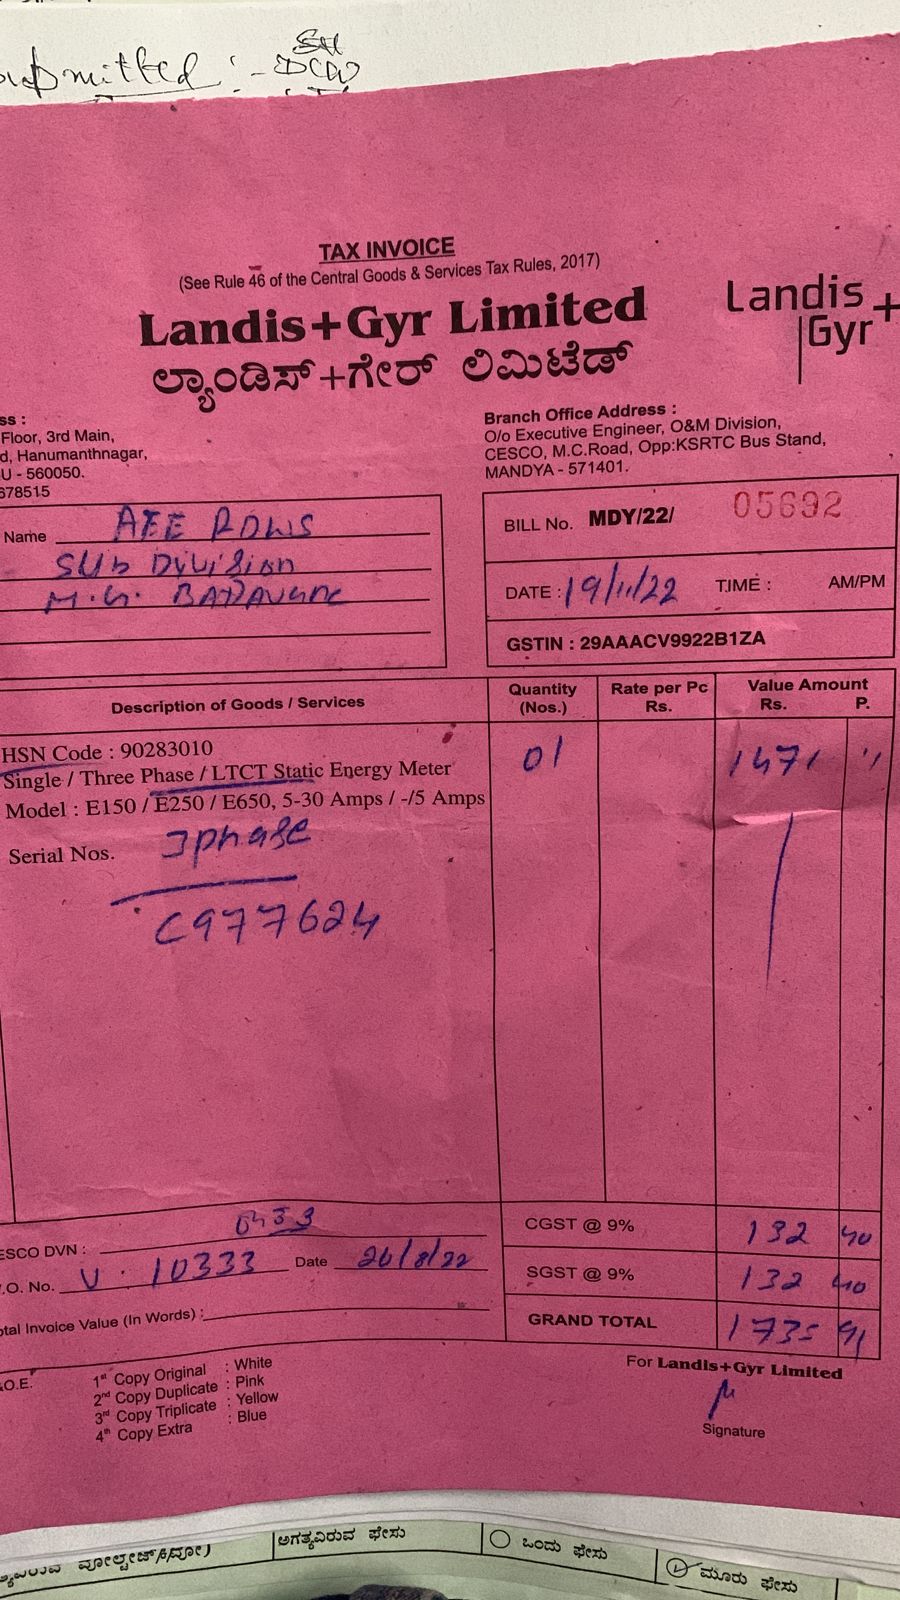 TAX INVOICE
(See Rule 46 of the Central Goods & Services Tax Rules, 2017)
Landis+Gyr Limited
ಲ್ಯಾಂಡಿಸ್+ಗೇರ್ ಲಿಮಿಟೆಡ್
Landis
Gyr+
ss :
Floor, 3rd Main,
d, Hanumanthnagar,
U - 560050.
678515
Branch Office Address :
O/o Executive Engineer, O&M Division,
CESCO, M.C.Road, Opp:KSRTC Bus Stand,
MANDYA - 571401.
Name AEE RDWS
Sub Division
M.G. BADAVANE
BILL No. MDY/22/ 05692
DATE : 19/11/22 TIME : AM/PM
GSTIN : 29AAACV9922B1ZA
Description of Goods / Services Quantity (Nos.) Rate per Pc Rs. Value Amount Rs. P.
HSN Code : 90283010 01 1471 11
Single / Three Phase / LTCT Static Energy Meter
Model : E150 / E250 / E650, 5-30 Amps / -/5 Amps
Serial Nos. 3phase
C977624
CGST @ 9% 132 40
ESCO DVN :
.O. No. V. 10333 Date 26/8/22
SGST @ 9% 132 40
otal Invoice Value (In Words) :
GRAND TOTAL 1735 91
For Landis+Gyr Limited
Signature
.O.E.
1st Copy Original : White
2nd Copy Duplicate : Pink
3rd Copy Triplicate : Yellow
4th Copy Extra : Blue
ಅಗತ್ಯವಿರುವ ಫೇಸು
ಒಂದು ಫೇಸು
ಮೂರು ಫೇಸು